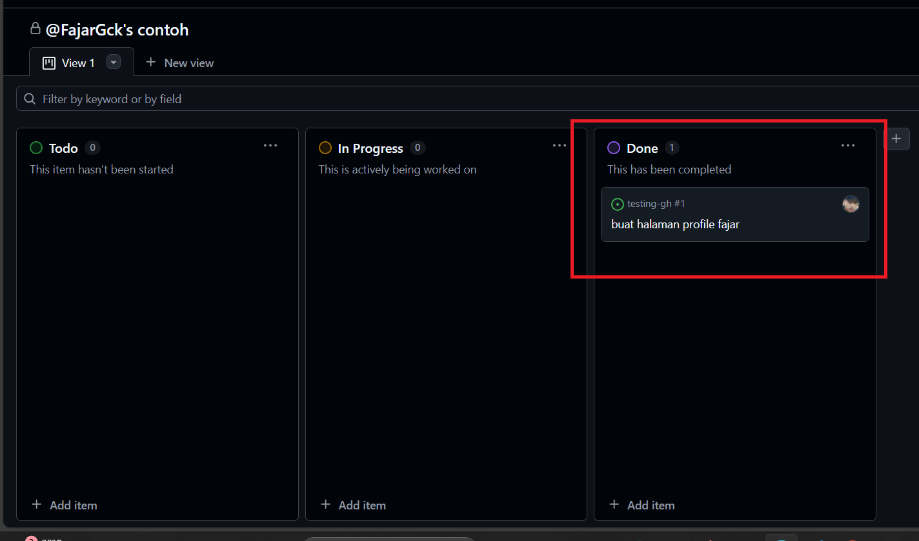 @FajarGck's contoh
View 1
New view
Filter by keyword or by field
Todo 0
This item hasn't been started
In Progress 0
This is actively being worked on
Done 1
This has been completed
testing-gh #1
buat halaman profile fajar
Add item
Add item
Add item